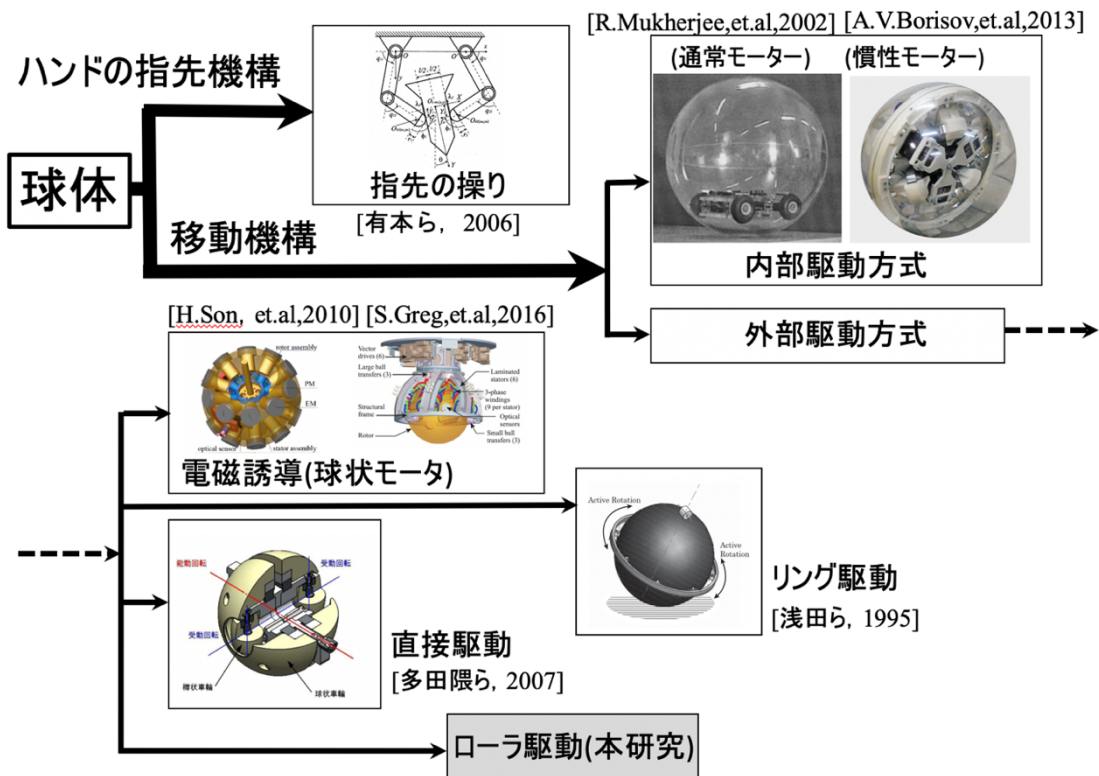 [R.Mukherjee,et.al,2002]
[A.V.Borisov,et.al,2013]
ハンドの指先機構
(通常モーター)
(慣性モーター)
球体
指先の操り
[有本ら, 2006]
移動機構
内部駆動方式
外部駆動方式
[H.Son, et.al,2010]
[S.Greg,et.al,2016]
rotor assembly
PM
EM
optical sensor
stator assembly
Vector
drives (6)
Large ball
transfers (3)
Structural
frame
Rotor
Laminated
stators (6)
3-phase
windings
(9 per stator)
Optical
sensors
Small ball
transfers (3)
電磁誘導(球状モータ)
Active Rotation
Active
Rotation
リング駆動
[浅田ら, 1995]
能動回転
受動回転
受動回転
樽状車輪
球状車輪
直接駆動
[多田隈ら, 2007]
ローラ駆動(本研究)